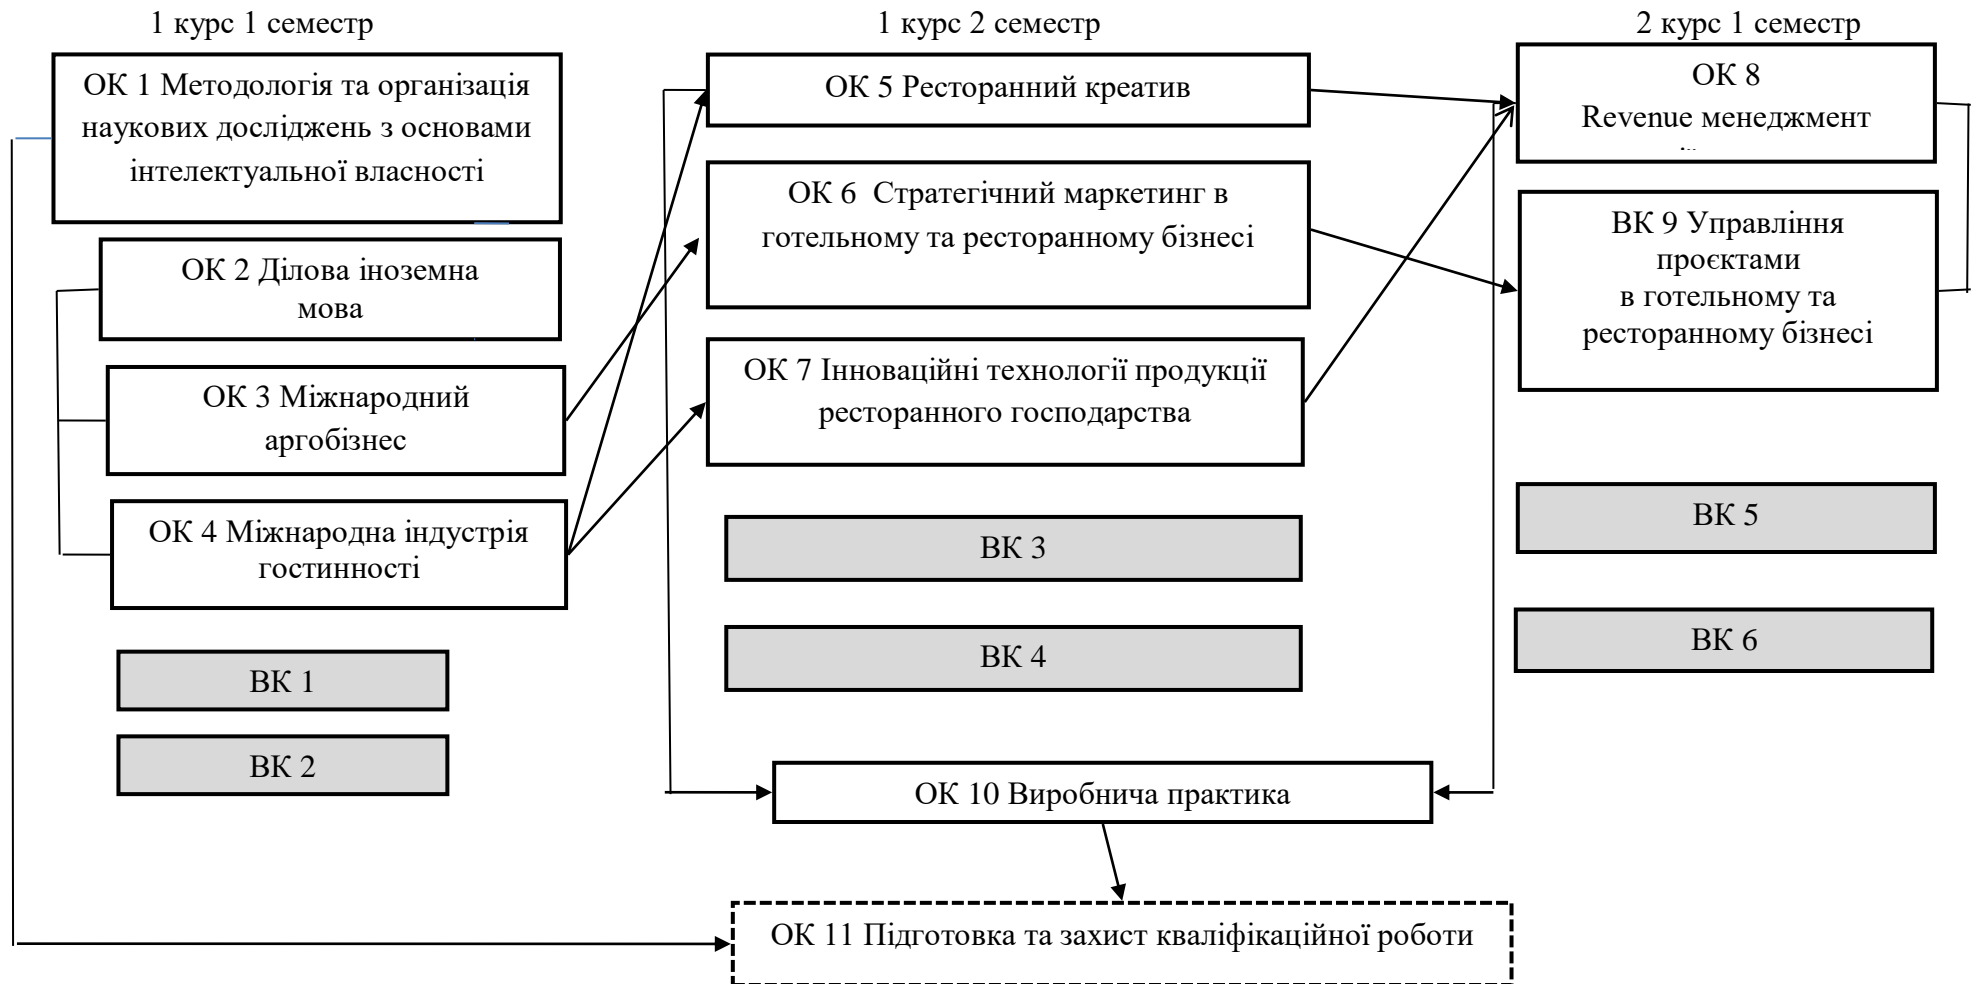 1 курс 1 семестр
1 курс 2 семестр
2 курс 1 семестр
ОК 1 Методологія та організація
наукових досліджень з основами
інтелектуальної власності
ОК 2 Ділова іноземна
мова
ОК 3 Міжнародний
аргобізнес
ОК 4 Міжнародна індустрія
гостинності
ВК 1
ВК 2
ОК 5 Ресторанний креатив
ОК 6 Стратегічний маркетинг в
готельному та ресторанному бізнесі
ОК 7 Інноваційні технології продукції
ресторанного господарства
ВК 3
ВК 4
ОК 8
Revenue менеджмент
ВК 9 Управління
проєктами
в готельному та
ресторанному бізнесі
ВК 5
ВК 6
ОК 10 Виробнича практика
ОК 11 Підготовка та захист кваліфікаційної роботи